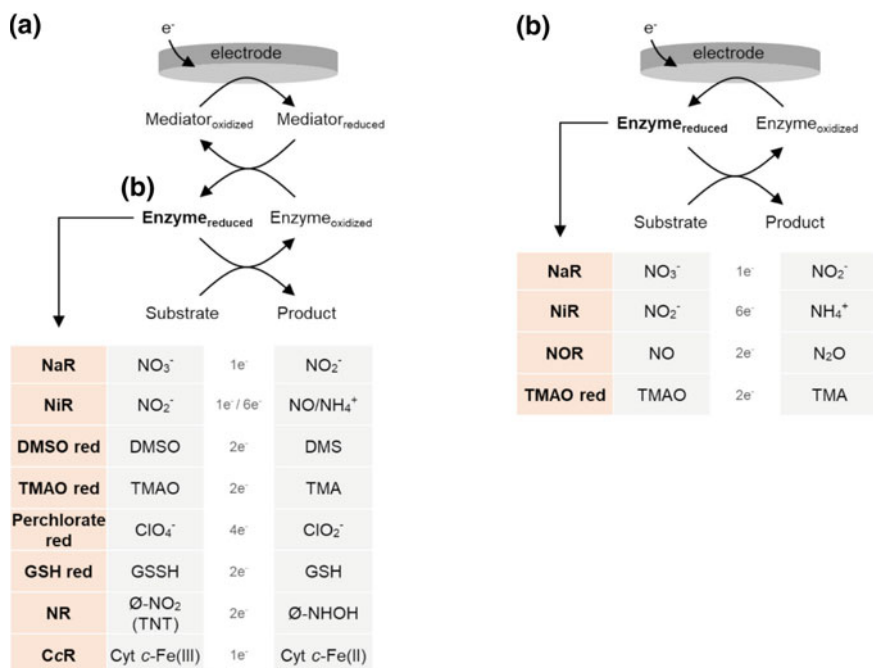 (a)
e-
electrode
Mediatoroxidized Mediatorreduced
(b)
Enzymereduced Enzymeoxidized
Substrate Product
NaR NO3- 1e- NO2-
NiR NO2- 1e-/ 6e- NO/NH4+
DMSO red DMSO 2e- DMS
TMAO red TMAO 2e- TMA
Perchlorate
red ClO4- 4e- ClO2-
GSH red GSSH 2e- GSH
NR Ø-NO2
(TNT) 2e- Ø-NHOH
CcR Cyt c-Fe(III) 1e- Cyt c-Fe(II)
(b)
e-
electrode
Enzymereduced Enzymeoxidized
Substrate Product
NaR NO3- 1e- NO2-
NiR NO2- 6e- NH4+
NOR NO 2e- N2O
TMAO red TMAO 2e- TMA